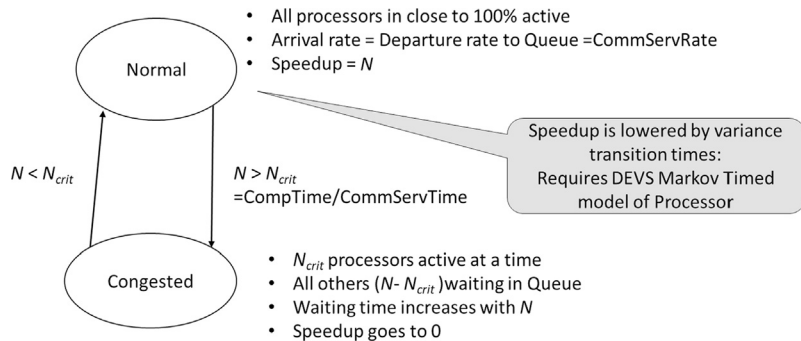 • All processors in close to 100% active
• Arrival rate = Departure rate to Queue =CommServRate
• Speedup = N
Normal
Speedup is lowered by variance
transition times:
Requires DEVS Markov Timed
model of Processor
N < Ncrit
N > Ncrit
=CompTime/CommServTime
Congested
• Ncrit processors active at a time
• All others (N- Ncrit )waiting in Queue
• Waiting time increases with N
• Speedup goes to 0